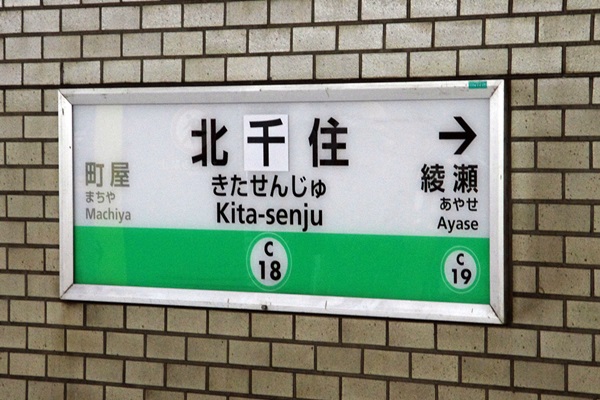 北千住
きたせんじゅ
Kita-senju
C
18
町屋
まちや
Machiya
→
綾瀬
あやせ
Ayase
C
19